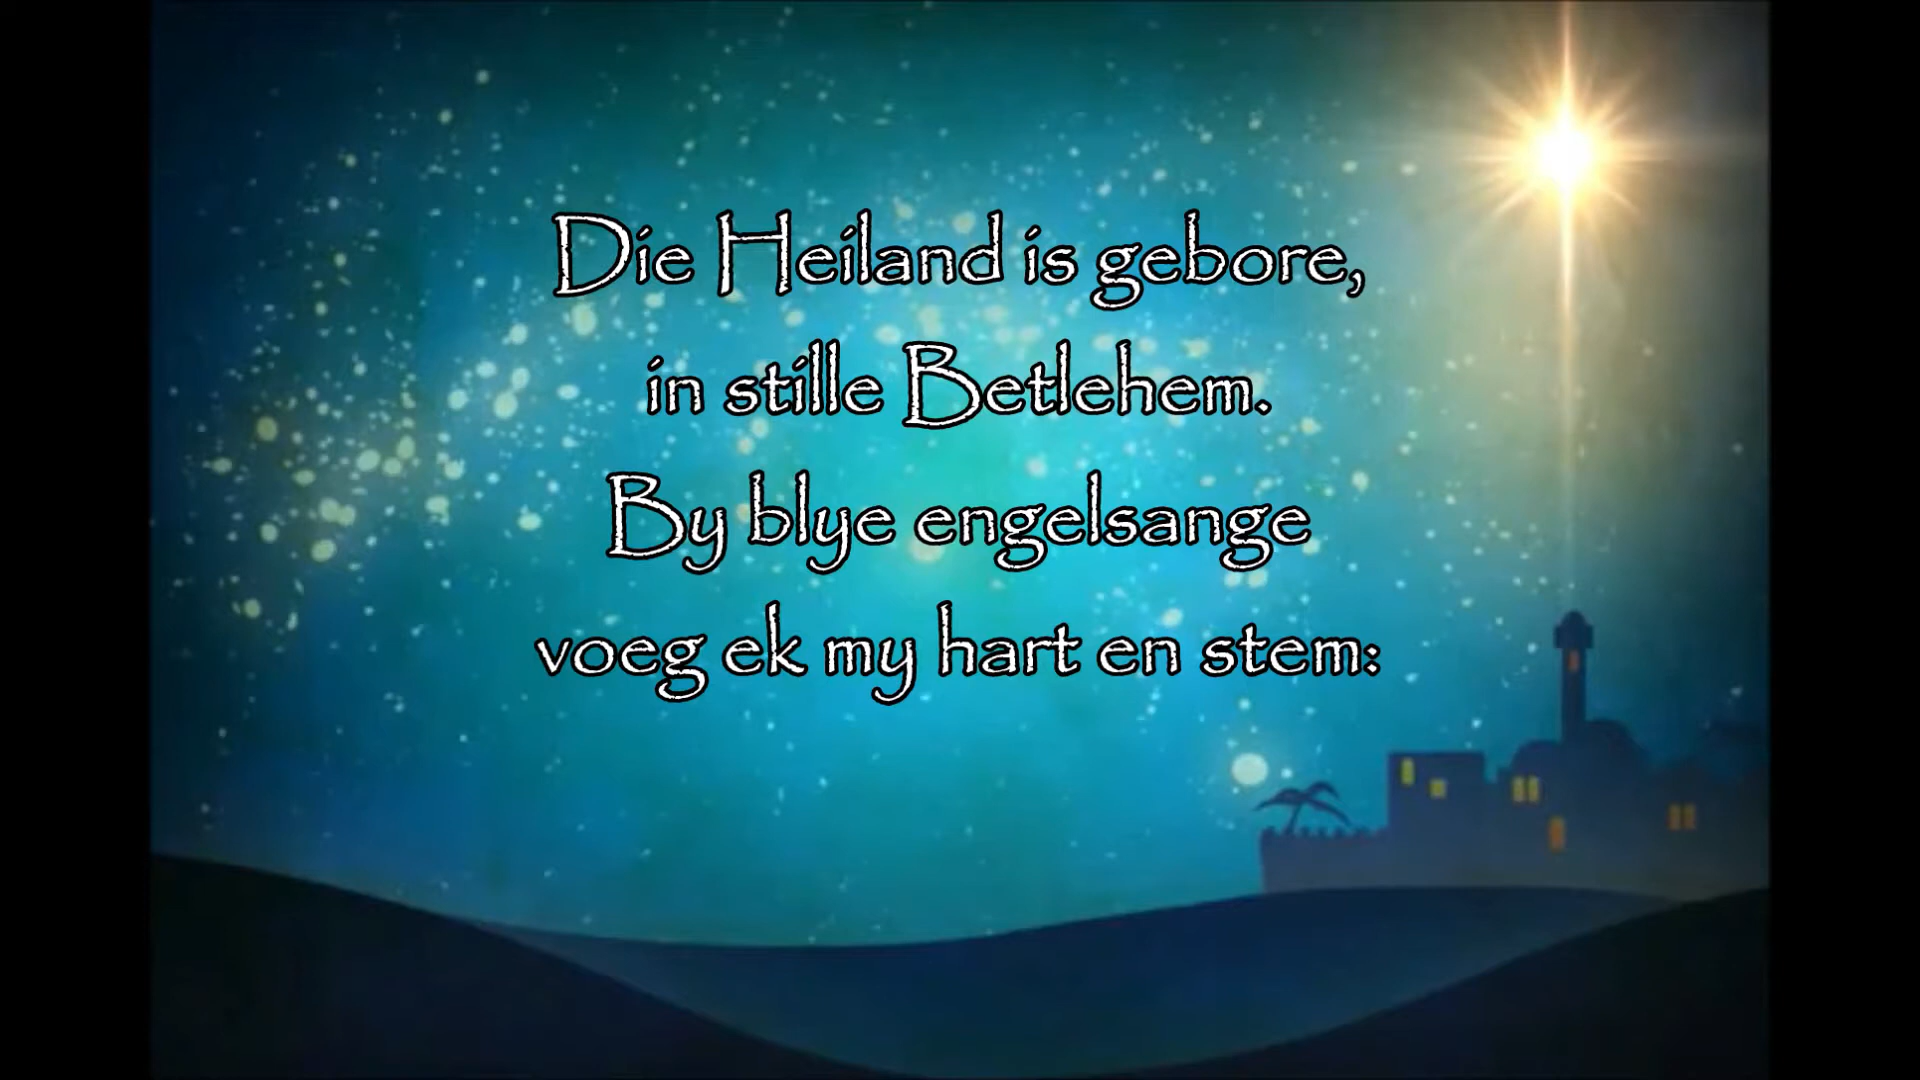 Die Heiland is gebore,
in stille Betlehem.
By blye engelsange
voeg ek my hart en stem: